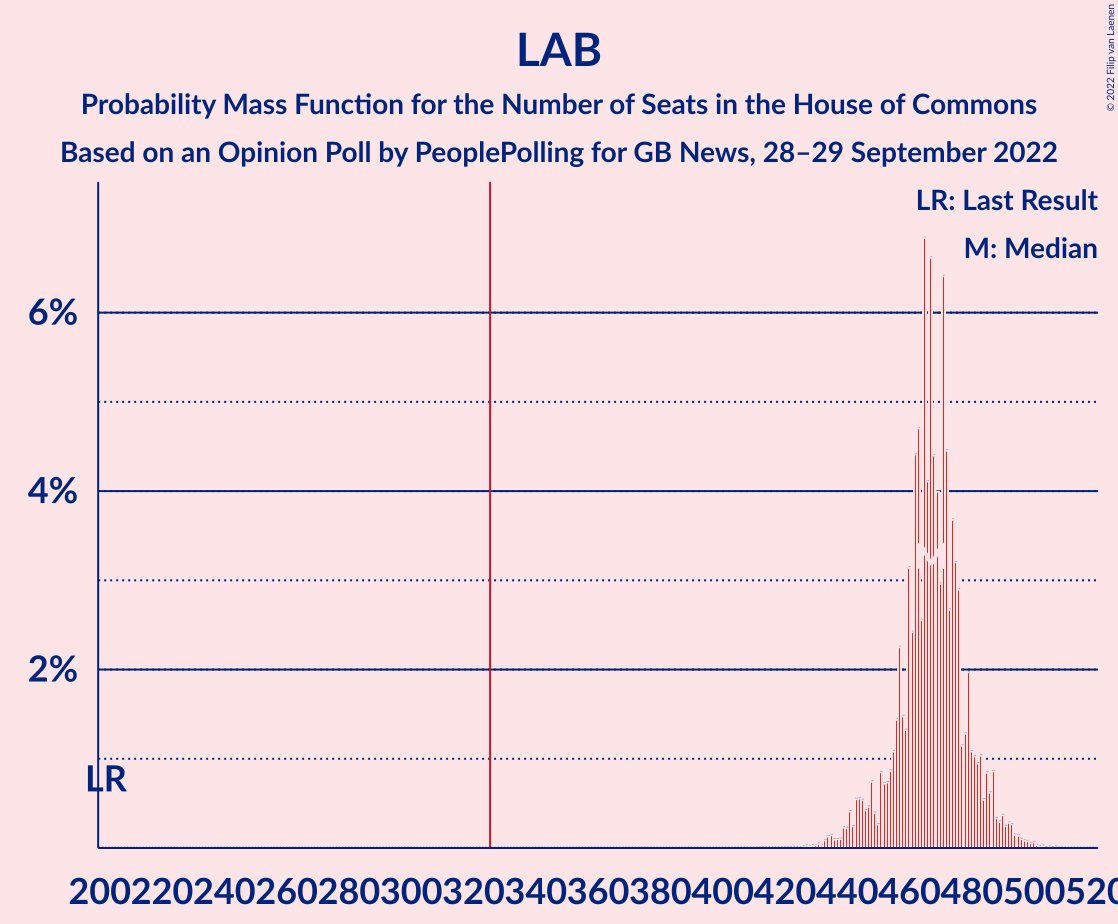 LAB
Probability Mass Function for the Number of Seats in the House of Commons
Based on an Opinion Poll by PeoplePolling for GB News, 28–29 September 2022
© 2022 Filip van Laenen
LR: Last Result
M: Median
6%
4%
2%
LR
M
200220240260280300320340360380400420440460480500520